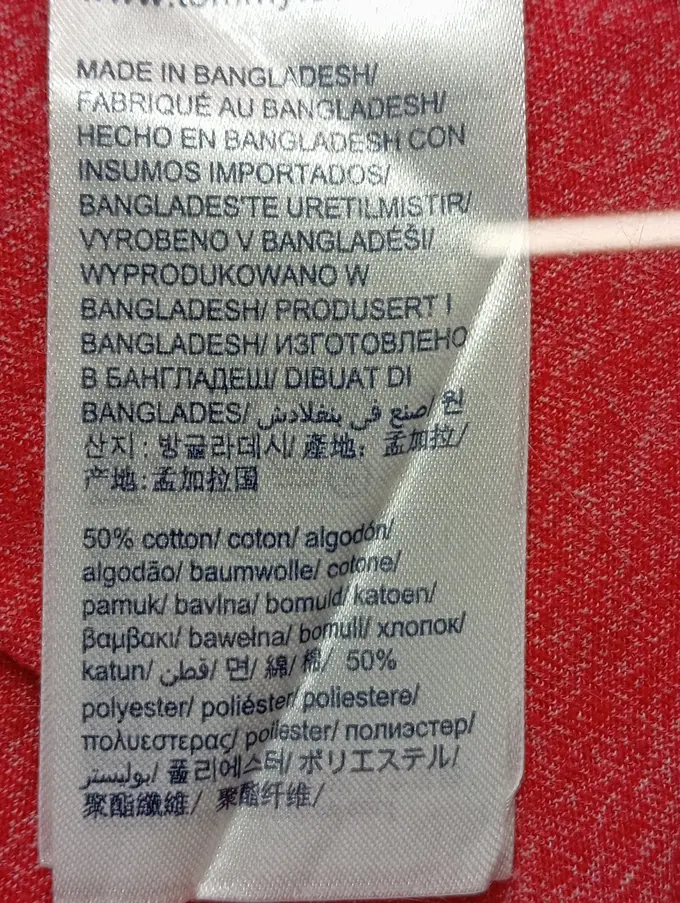 MADE IN BANGLADESH/
FABRIQUÉ AU BANGLADESH/
HECHO EN BANGLADESH CON
INSUMOS IMPORTADOS/
BANGLADES'TE URETILMISTIR/
VYROBENO V BANGLADÉŠI/
WYPRODUKOWANO W
BANGLADESH/ PRODUSERT I
BANGLADESH/ ИЗГОТОВЛЕНО
В БАНГЛАДЕШ/ DIBUAT DI
BANGLADES/ صنع في بنغلادش/ 원
산지 : 방글라데시/ 產地: 孟加拉/
产地:孟加拉国
50% cotton/ coton/ algodón/
algodão/ baumwolle/ cotone/
pamuk/ bavlna/ bomuld/ katoen/
βαμβακι/ bawełna/ bomull/ хлопок/
katun/ قطن/ 면/ 綿/ 棉/ 50%
polyester/ poliéster/ poliestere/
πολυεστερας/ poliester/ полиэстер/
بوليستر/ 폴리에스터/ ポリエステル/
聚酯纖維/ 聚酯纤维/